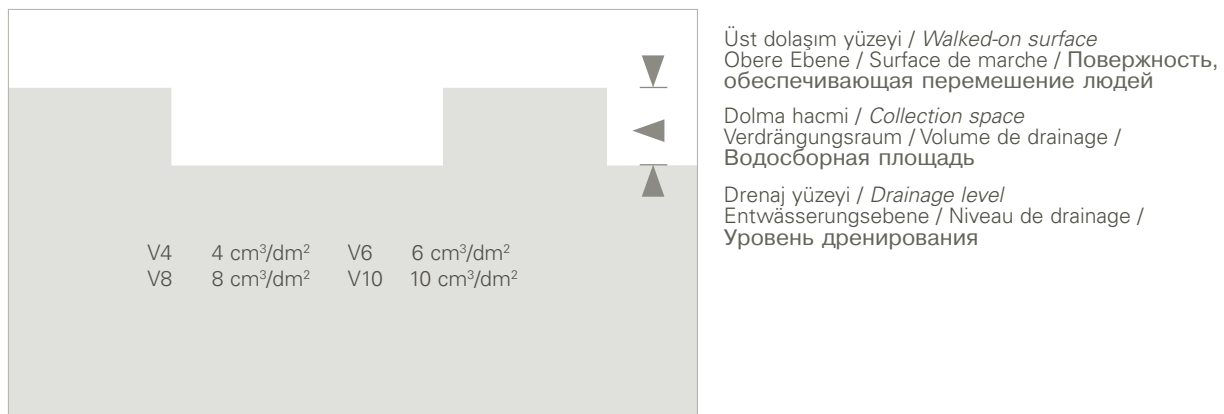 Üst dolaşım yüzeyi / Walked-on surface
Obere Ebene / Surface de marche / Повержность,
обеспечивающая перемешение людей
Dolma hacmi / Collection space
Verdrängungsraum / Volume de drainage /
Водосборная площадь
Drenaj yüzeyi / Drainage level
Entwässerungsebene / Niveau de drainage /
Уровень дренирования
V4 4 cm³/dm² V6 6 cm³/dm²
V8 8 cm³/dm² V10 10 cm³/dm²